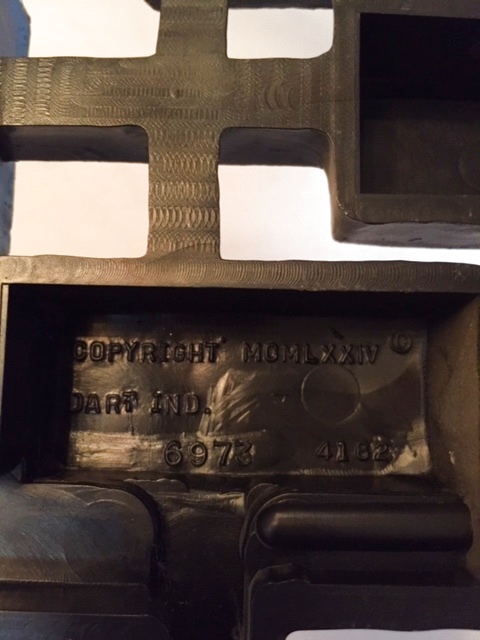 COPYRIGHT MCMLXXIV ©
DART IND.
6973 4182